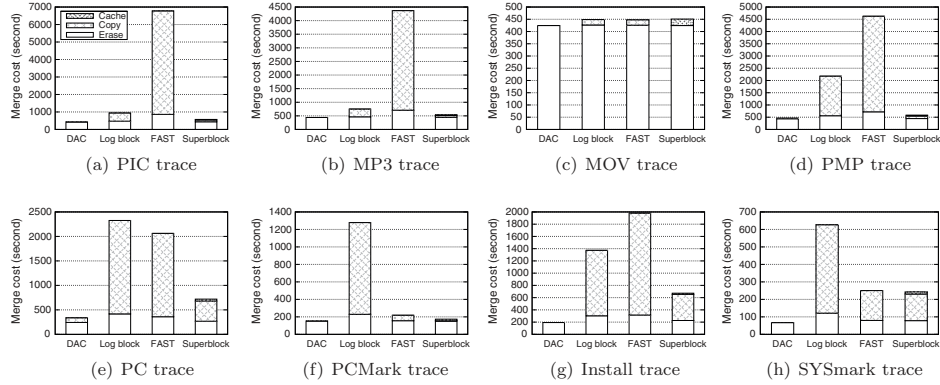 Merge cost (second)
7000
6000
5000
4000
3000
2000
1000
0
Cache
Copy
Erase
DAC Log block FAST Superblock
(a) PIC trace
Merge cost (second)
4500
4000
3500
3000
2500
2000
1500
1000
500
0
DAC Log block FAST Superblock
(b) MP3 trace
Merge cost (second)
500
450
400
350
300
250
200
150
100
50
0
DAC Log block FAST Superblock
(c) MOV trace
Merge cost (second)
5000
4500
4000
3500
3000
2500
2000
1500
1000
500
0
DAC Log block FAST Superblock
(d) PMP trace
Merge cost (second)
2500
2000
1500
1000
500
0
DAC Log block FAST Superblock
(e) PC trace
Merge cost (second)
1400
1200
1000
800
600
400
200
0
DAC Log block FAST Superblock
(f) PCMark trace
Merge cost (second)
2000
1800
1600
1400
1200
1000
800
600
400
200
0
DAC Log block FAST Superblock
(g) Install trace
Merge cost (second)
700
600
500
400
300
200
100
0
DAC Log block FAST Superblock
(h) SYSmark trace